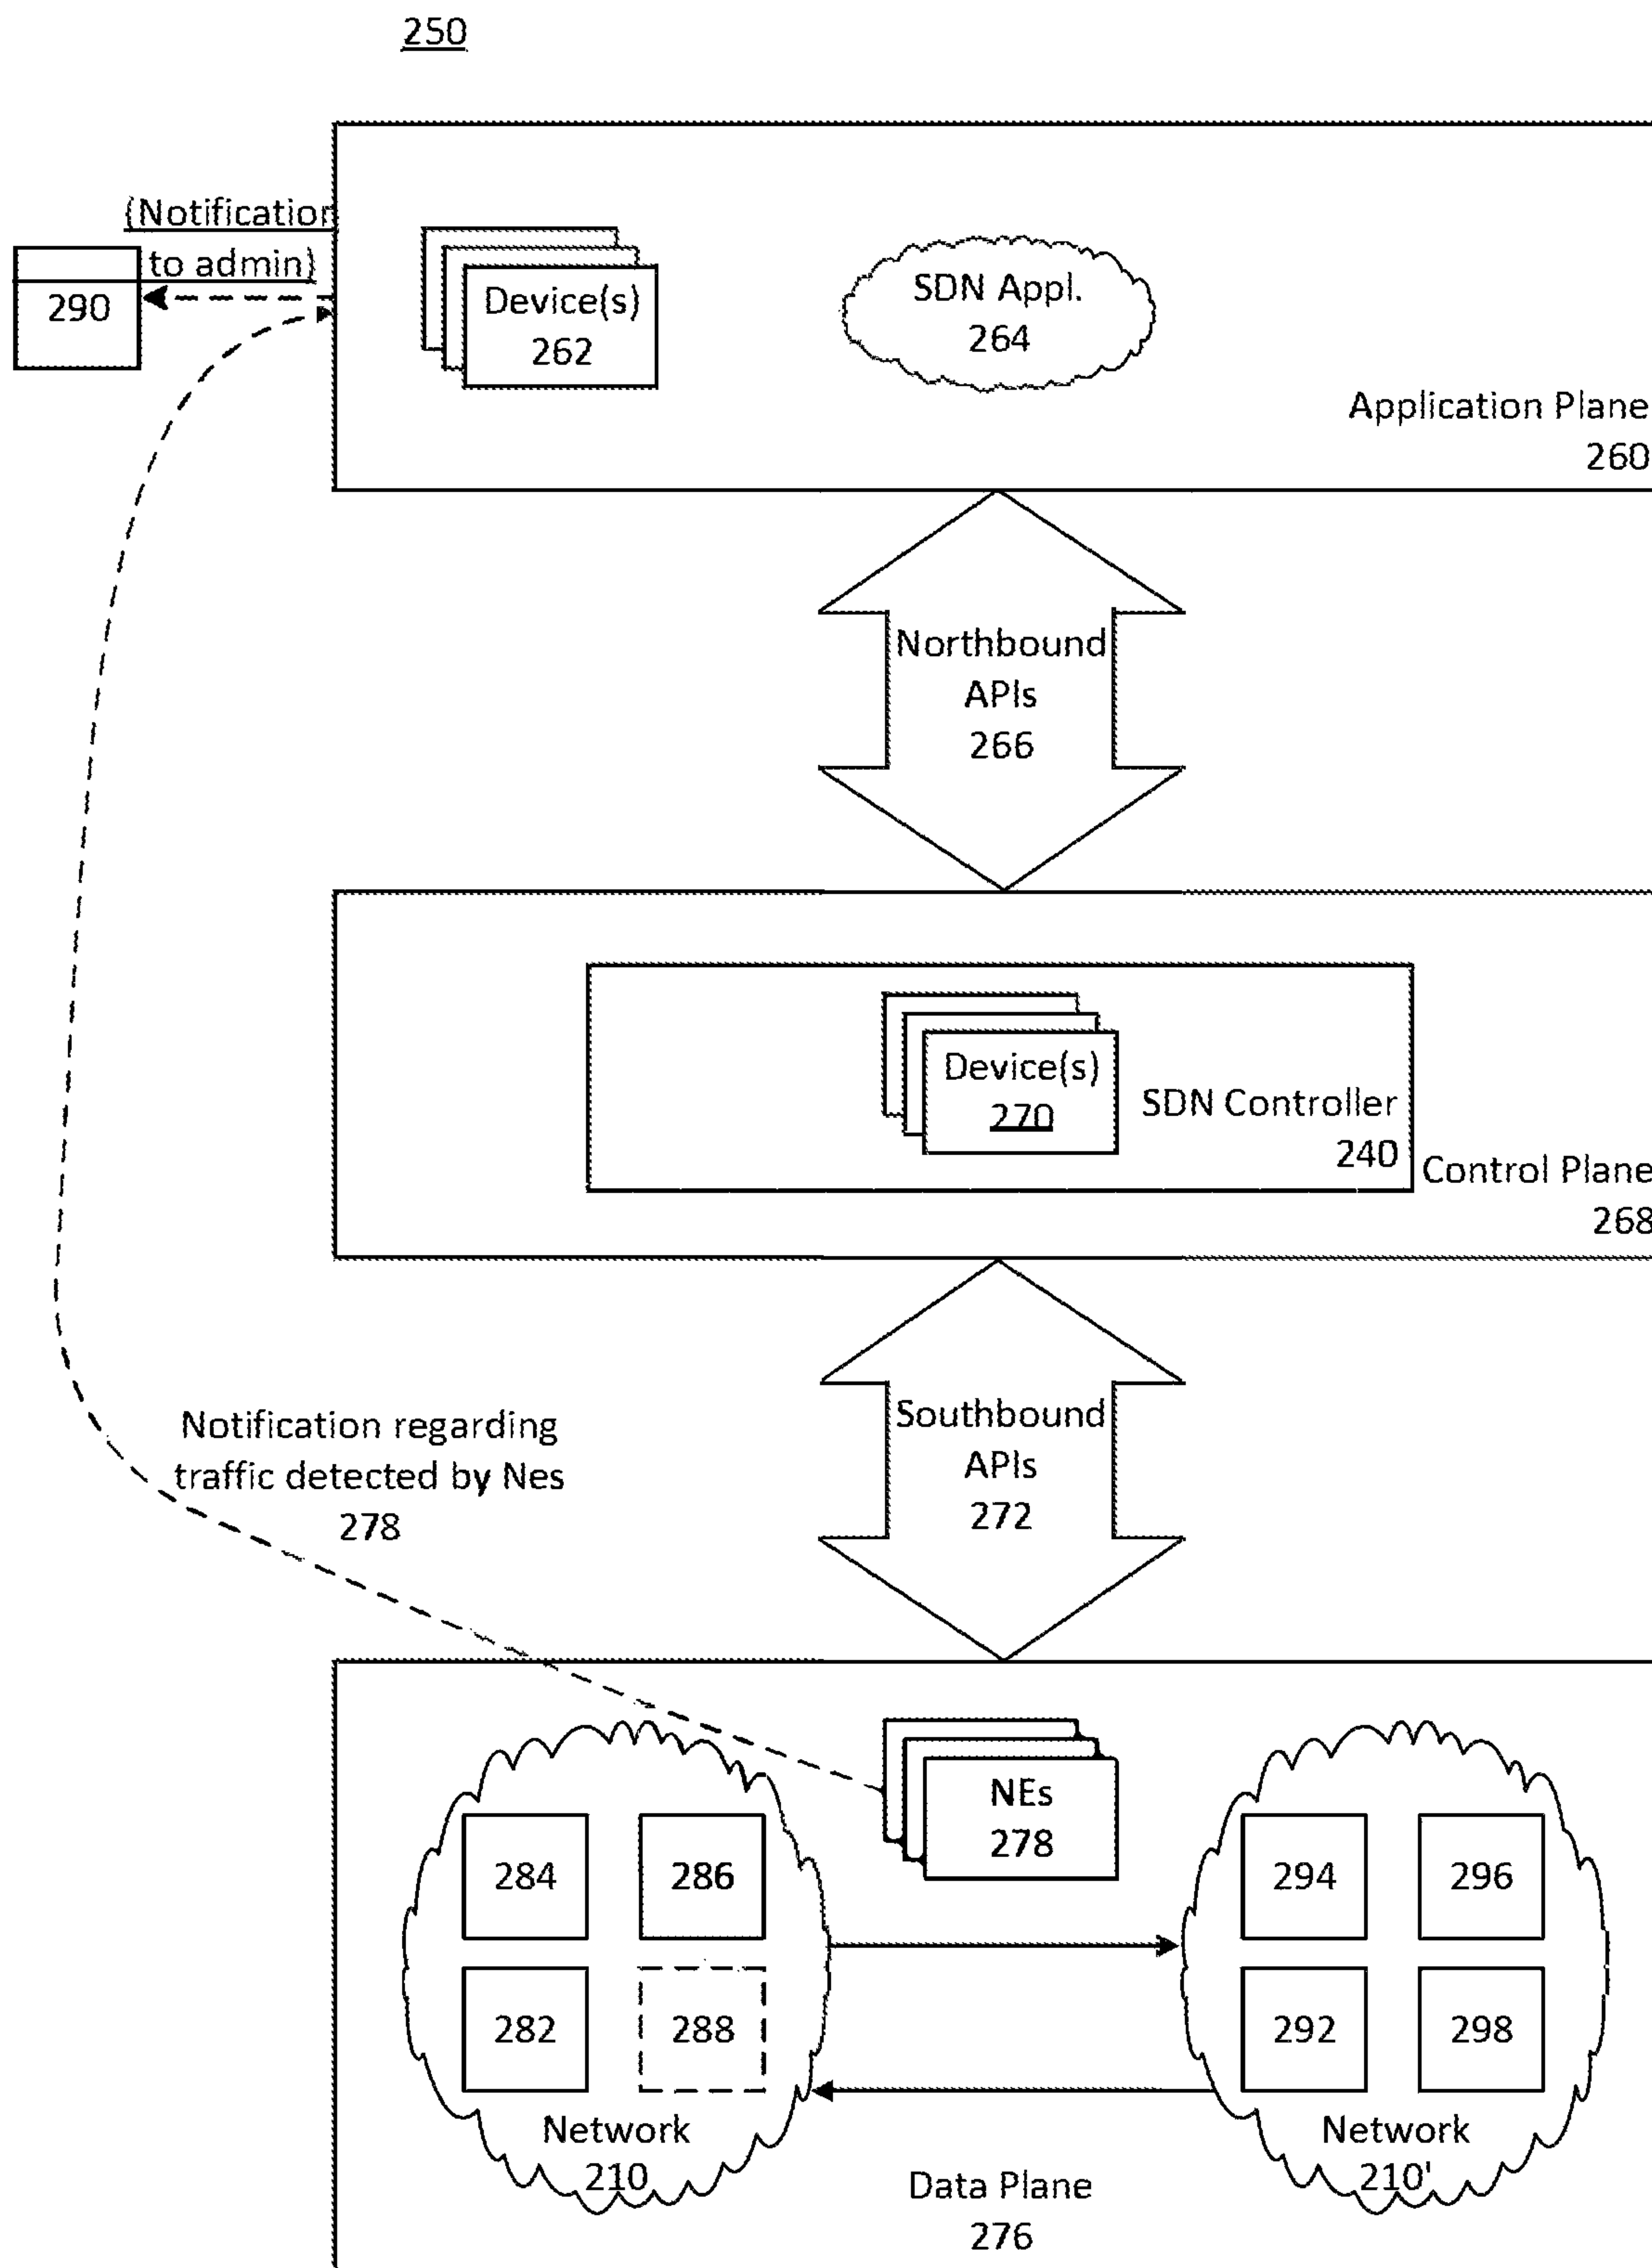 250
(Notification
to admin)
290
Device(s)
262
SDN Appl.
264
Application Plane
260
Northbound
APIs
266
Device(s)
270
SDN Controller
240
Control Plane
268
Southbound
APIs
272
Notification regarding
traffic detected by Nes
278
NEs
278
284
286
282
288
Network
210
294
296
292
298
Network
210'
Data Plane
276